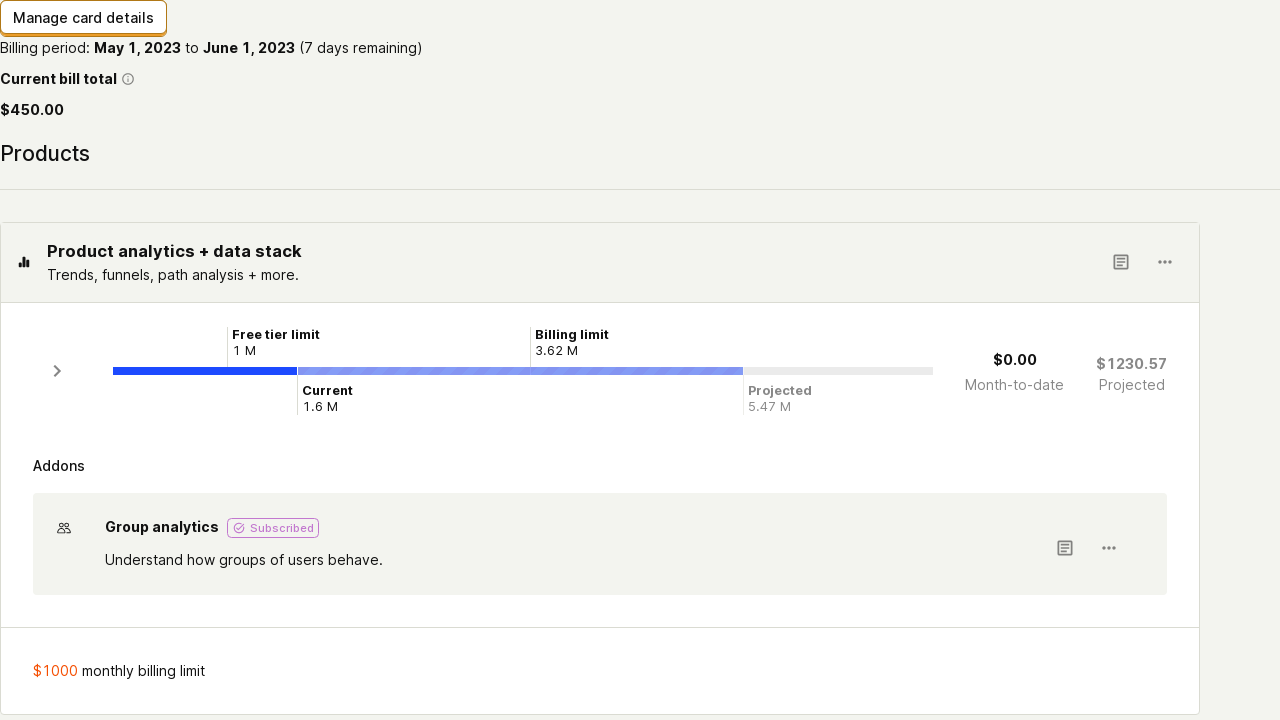 Manage card details
Billing period: May 1, 2023 to June 1, 2023 (7 days remaining)
Current bill total
$450.00
Products
Product analytics + data stack
Trends, funnels, path analysis + more.
Free tier limit
1 M
Billing limit
3.62 M
Current
1.6 M
Projected
5.47 M
$0.00
Month-to-date
$1230.57
Projected
Addons
Group analytics Subscribed
Understand how groups of users behave.
$1000 monthly billing limit